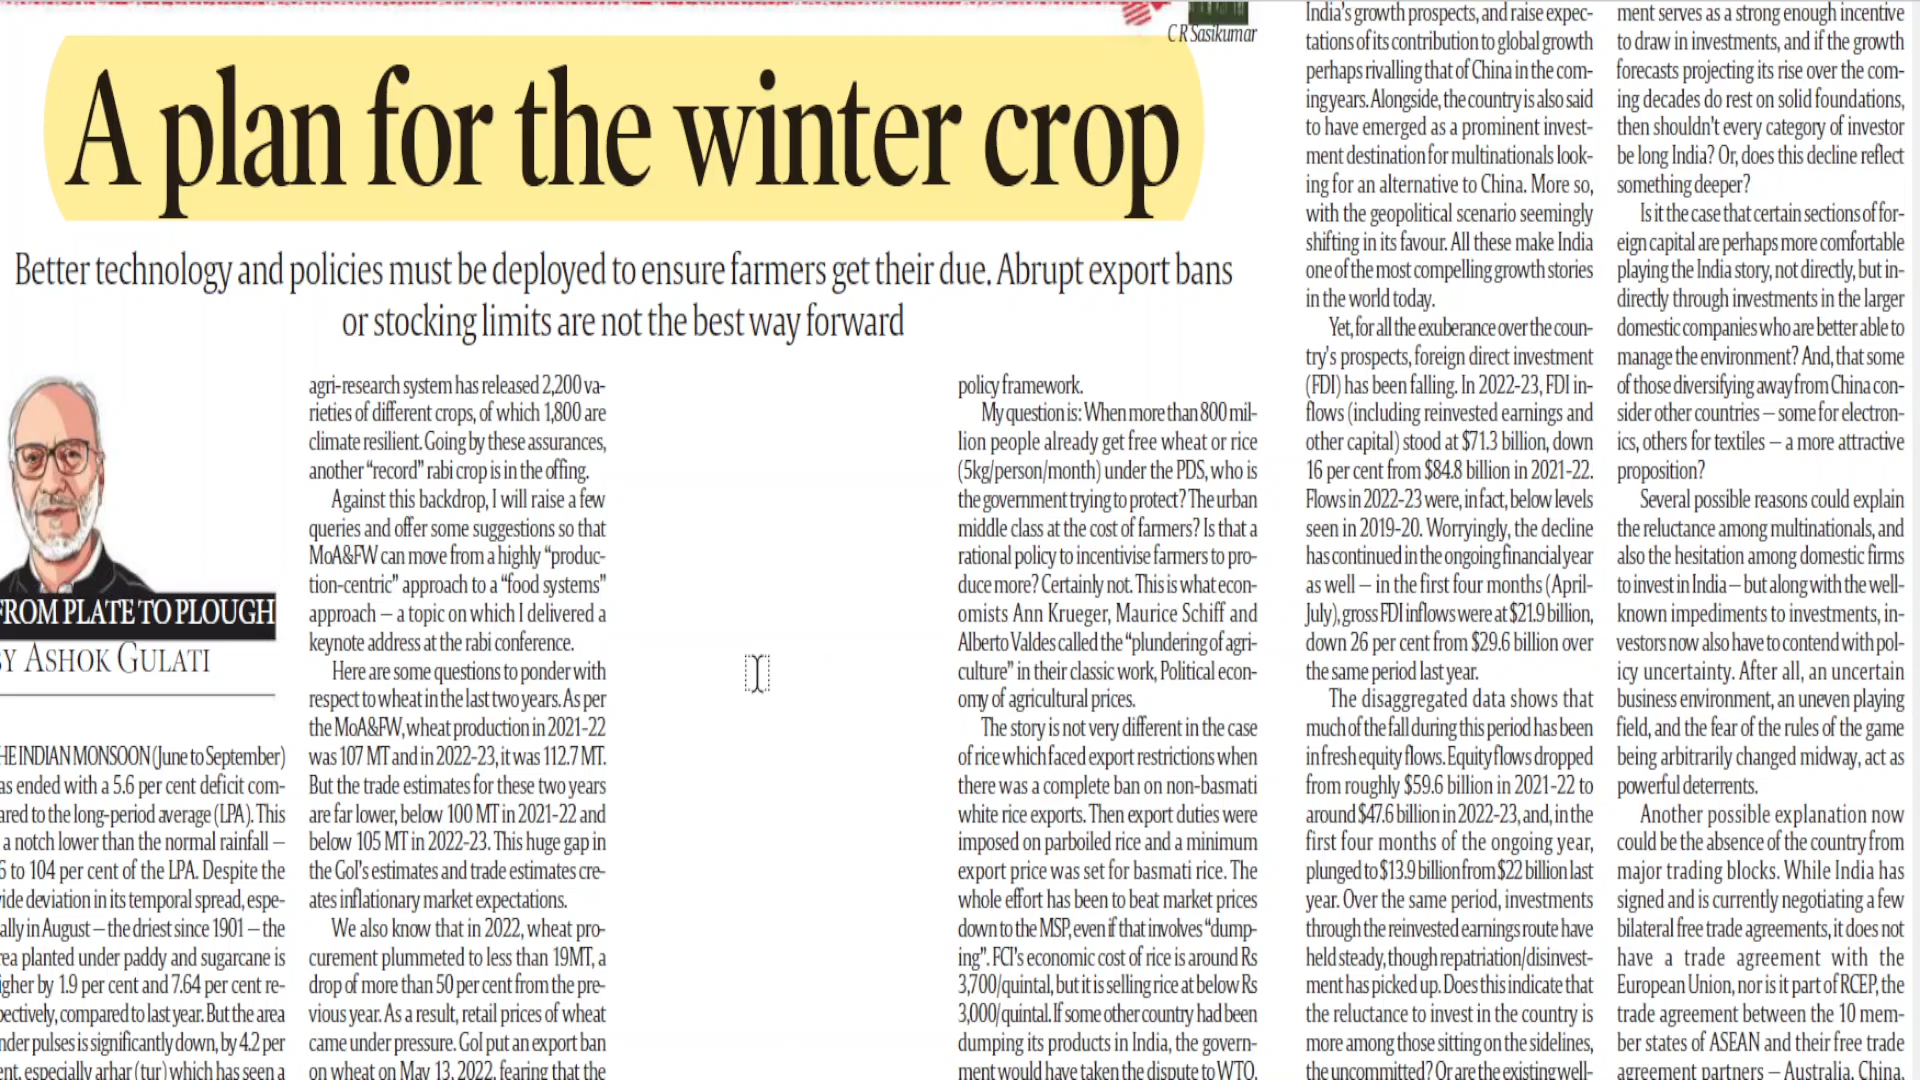 C R Sasikumar
A plan for the winter crop
Better technology and policies must be deployed to ensure farmers get their due. Abrupt export bans
or stocking limits are not the best way forward
FROM PLATE TO PLOUGH
BY ASHOK GULATI
HE INDIAN MONSOON (June to September)
as ended with a 5.6 per cent deficit com-
ared to the long-period average (LPA). This
a notch lower than the normal rainfall —
6 to 104 per cent of the LPA. Despite the
ide deviation in its temporal spread, espe-
ally in August — the driest since 1901 — the
rea planted under paddy and sugarcane is
igher by 1.9 per cent and 7.64 per cent re-
pectively, compared to last year. But the area
nder pulses is significantly down, by 4.2 per
ent, especially arhar (tur) which has seen a
agri-research system has released 2,200 va-
rieties of different crops, of which 1,800 are
climate resilient. Going by these assurances,
another “record” rabi crop is in the offing.
Against this backdrop, I will raise a few
queries and offer some suggestions so that
MoA&FW can move from a highly “produc-
tion-centric” approach to a “food systems”
approach — a topic on which I delivered a
keynote address at the rabi conference.
Here are some questions to ponder with
respect to wheat in the last two years. As per
the MoA&FW, wheat production in 2021-22
was 107 MT and in 2022-23, it was 112.7 MT.
But the trade estimates for these two years
are far lower, below 100 MT in 2021-22 and
below 105 MT in 2022-23. This huge gap in
the GoI's estimates and trade estimates cre-
ates inflationary market expectations.
We also know that in 2022, wheat pro-
curement plummeted to less than 19MT, a
drop of more than 50 per cent from the pre-
vious year. As a result, retail prices of wheat
came under pressure. GoI put an export ban
on wheat on May 13, 2022, fearing that the
policy framework.
My question is: When more than 800 mil-
lion people already get free wheat or rice
(5kg/person/month) under the PDS, who is
the government trying to protect? The urban
middle class at the cost of farmers? Is that a
rational policy to incentivise farmers to pro-
duce more? Certainly not. This is what econ-
omists Ann Krueger, Maurice Schiff and
Alberto Valdes called the “plundering of agri-
culture” in their classic work, Political econ-
omy of agricultural prices.
The story is not very different in the case
of rice which faced export restrictions when
there was a complete ban on non-basmati
white rice exports. Then export duties were
imposed on parboiled rice and a minimum
export price was set for basmati rice. The
whole effort has been to beat market prices
down to the MSP, even if that involves “dump-
ing”. FCI's economic cost of rice is around Rs
3,700/quintal, but it is selling rice at below Rs
3,000/quintal. If some other country had been
dumping its products in India, the govern-
ment would have taken the dispute to WTO.
India's growth prospects, and raise expec-
tations of its contribution to global growth
perhaps rivalling that of China in the com-
ing years. Alongside, the country is also said
to have emerged as a prominent invest-
ment destination for multinationals look-
ing for an alternative to China. More so,
with the geopolitical scenario seemingly
shifting in its favour. All these make India
one of the most compelling growth stories
in the world today.
Yet, for all the exuberance over the coun-
try's prospects, foreign direct investment
(FDI) has been falling. In 2022-23, FDI in-
flows (including reinvested earnings and
other capital) stood at $71.3 billion, down
16 per cent from $84.8 billion in 2021-22.
Flows in 2022-23 were, in fact, below levels
seen in 2019-20. Worryingly, the decline
has continued in the ongoing financial year
as well — in the first four months (April-
July), gross FDI inflows were at $21.9 billion,
down 26 per cent from $29.6 billion over
the same period last year.
The disaggregated data shows that
much of the fall during this period has been
in fresh equity flows. Equity flows dropped
from roughly $59.6 billion in 2021-22 to
around $47.6 billion in 2022-23, and, in the
first four months of the ongoing year,
plunged to $13.9 billion from $22 billion last
year. Over the same period, investments
through the reinvested earnings route have
held steady, though repatriation/disinvest-
ment has picked up. Does this indicate that
the reluctance to invest in the country is
more among those sitting on the sidelines,
the uncommitted? Or are the existing well-
ment serves as a strong enough incentive
to draw in investments, and if the growth
forecasts projecting its rise over the com-
ing decades do rest on solid foundations,
then shouldn't every category of investor
be long India? Or, does this decline reflect
something deeper?
Is it the case that certain sections of for-
eign capital are perhaps more comfortable
playing the India story, not directly, but in-
directly through investments in the larger
domestic companies who are better able to
manage the environment? And, that some
of those diversifying away from China con-
sider other countries — some for electron-
ics, others for textiles — a more attractive
proposition?
Several possible reasons could explain
the reluctance among multinationals, and
also the hesitation among domestic firms
to invest in India — but along with the well-
known impediments to investments, in-
vestors now also have to contend with pol-
icy uncertainty. After all, an uncertain
business environment, an uneven playing
field, and the fear of the rules of the game
being arbitrarily changed midway, act as
powerful deterrents.
Another possible explanation now
could be the absence of the country from
major trading blocks. While India has
signed and is currently negotiating a few
bilateral free trade agreements, it does not
have a trade agreement with the
European Union, nor is it part of RCEP, the
trade agreement between the 10 mem-
ber states of ASEAN and their free trade
agreement partners — Australia, China,